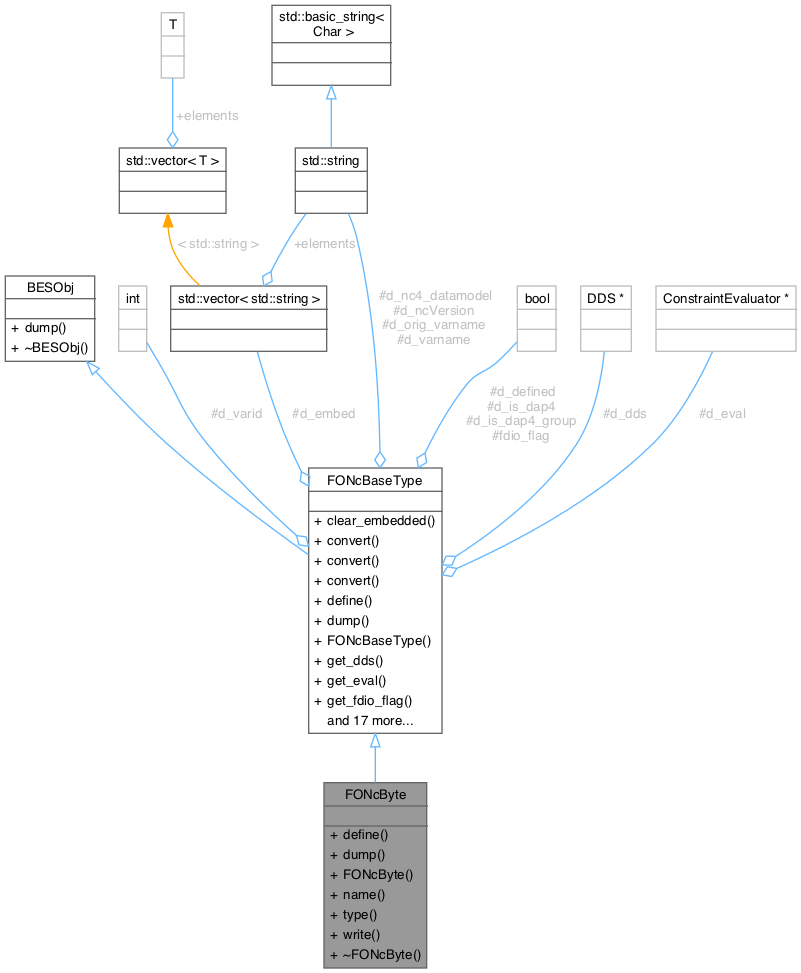 T
std::basic_string<
Char >
+elements
std::vector< T >
std::string
< std::string >
+elements
BESObj
+ dump()
+ ~BESObj()
int
std::vector< std::string >
#d_nc4_datamodel
#d_ncVersion
#d_orig_varname
#d_varname
bool
DDS *
ConstraintEvaluator *
#d_varid
#d_embed
#d_defined
#d_is_dap4
#d_is_dap4_group
#fdio_flag
#d_dds
#d_eval
FONcBaseType
+ clear_embedded()
+ convert()
+ convert()
+ convert()
+ define()
+ dump()
+ FONcBaseType()
+ get_dds()
+ get_eval()
+ get_fdio_flag()
and 17 more...
FONcByte
+ define()
+ dump()
+ FONcByte()
+ name()
+ type()
+ write()
+ ~FONcByte()